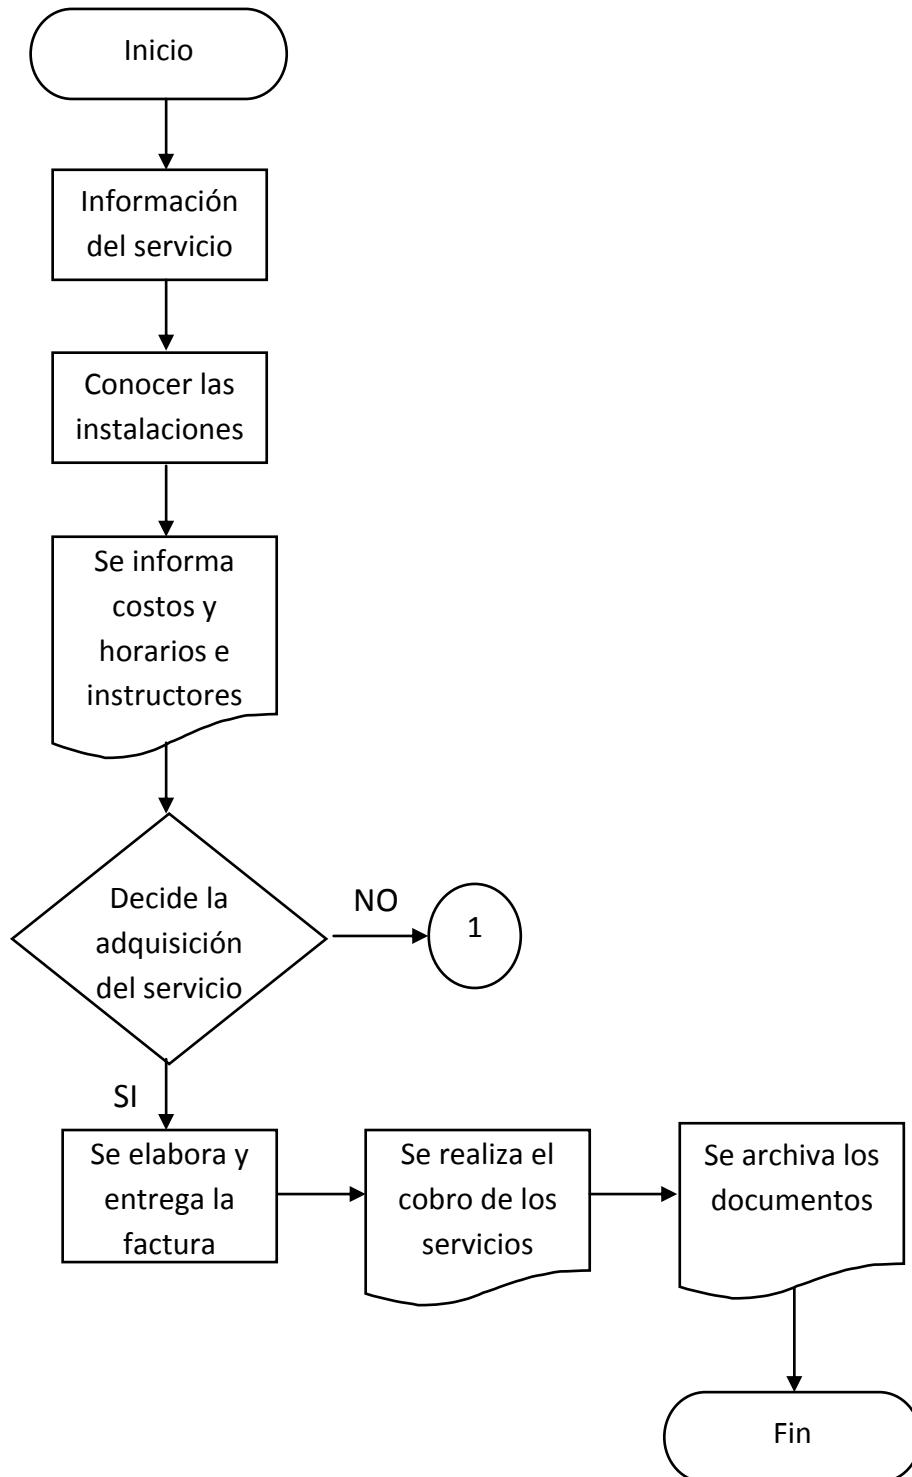 Inicio
Información
del servicio
Conocer las
instalaciones
Se informa
costos y
horarios e
instructores
Decide la
adquisición
del servicio
NO
1
SI
Se elabora y
entrega la
factura
Se realiza el
cobro de los
servicios
Se archiva los
documentos
Fin